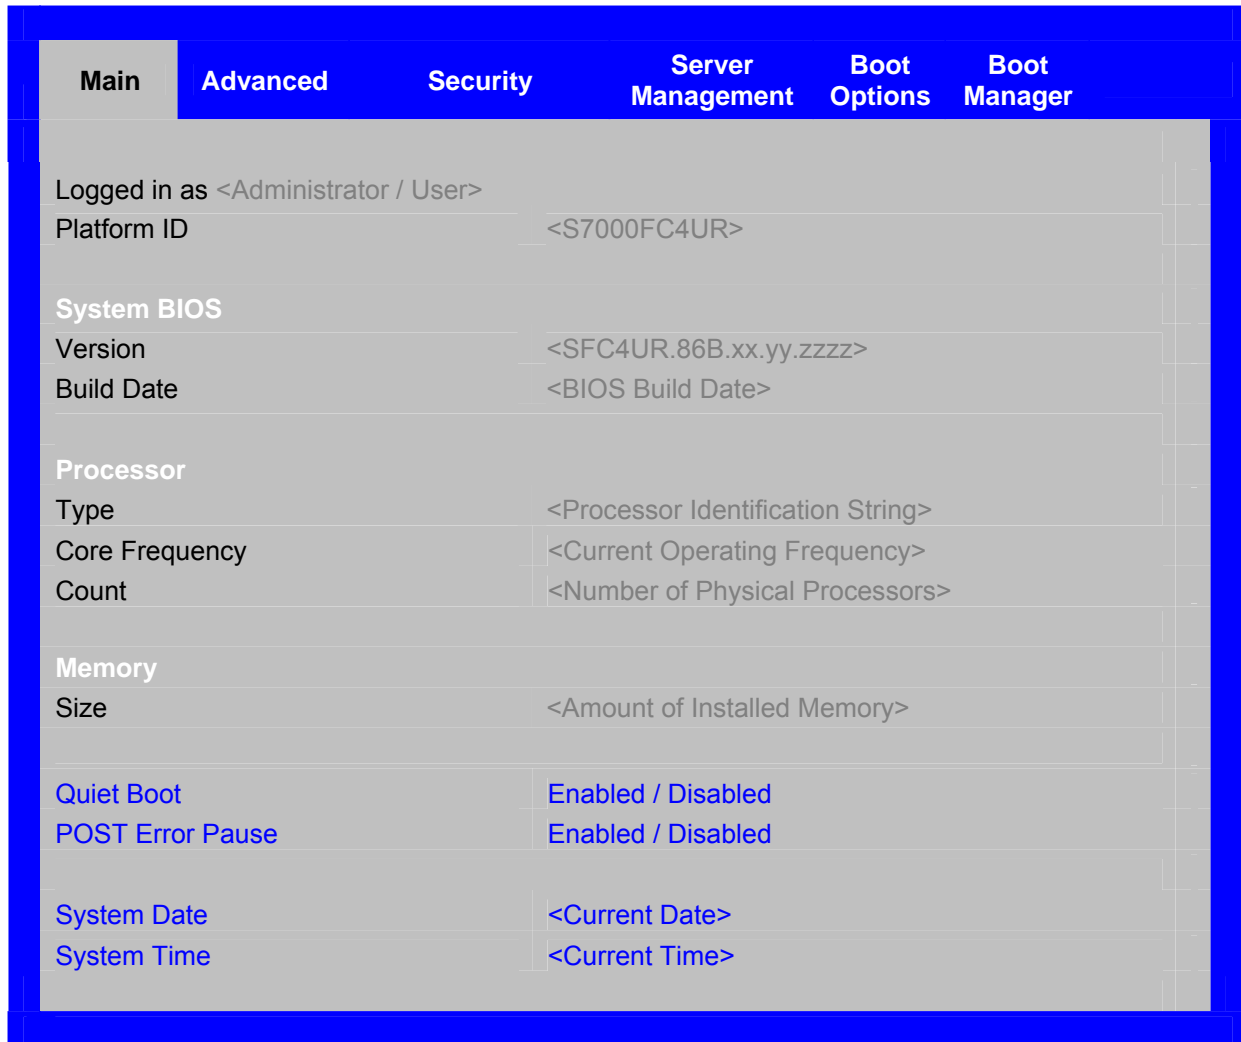 Main Advanced Security Server Management Boot Options Boot Manager
Logged in as <Administrator / User>
Platform ID <S7000FC4UR>
System BIOS
Version <SFC4UR.86B.xx.yy.zzzz>
Build Date <BIOS Build Date>
Processor
Type <Processor Identification String>
Core Frequency <Current Operating Frequency>
Count <Number of Physical Processors>
Memory
Size <Amount of Installed Memory>
Quiet Boot Enabled / Disabled
POST Error Pause Enabled / Disabled
System Date <Current Date>
System Time <Current Time>